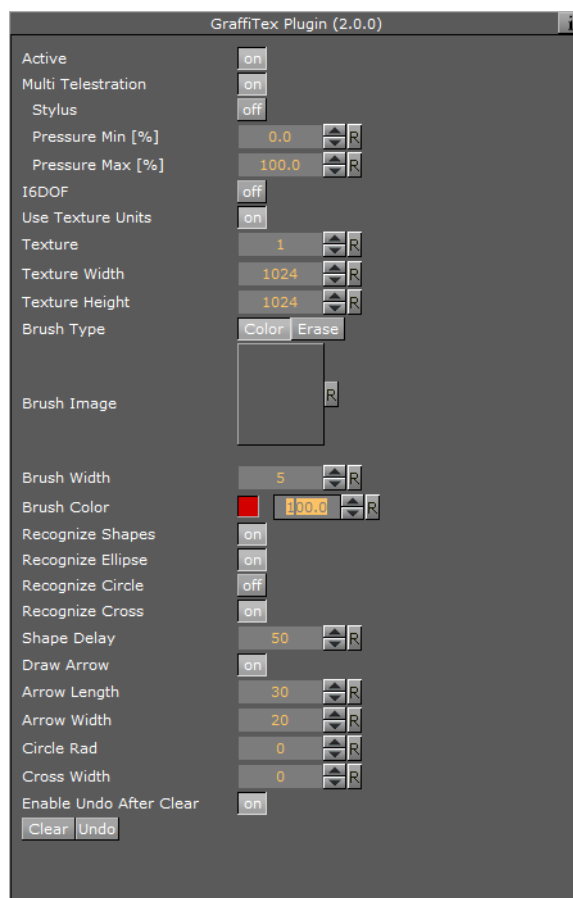 GraffiTex Plugin (2.0.0) i
Active on
Multi Telestration on
Stylus off
Pressure Min [%] 0.0 R
Pressure Max [%] 100.0 R
I6DOF off
Use Texture Units on
Texture 1 R
Texture Width 1024 R
Texture Height 1024 R
Brush Type Color Erase
Brush Image R
Brush Width 5 R
Brush Color 100.0 R
Recognize Shapes on
Recognize Ellipse on
Recognize Circle off
Recognize Cross on
Shape Delay 50 R
Draw Arrow on
Arrow Length 30 R
Arrow Width 20 R
Circle Rad 0 R
Cross Width 0 R
Enable Undo After Clear on
Clear Undo